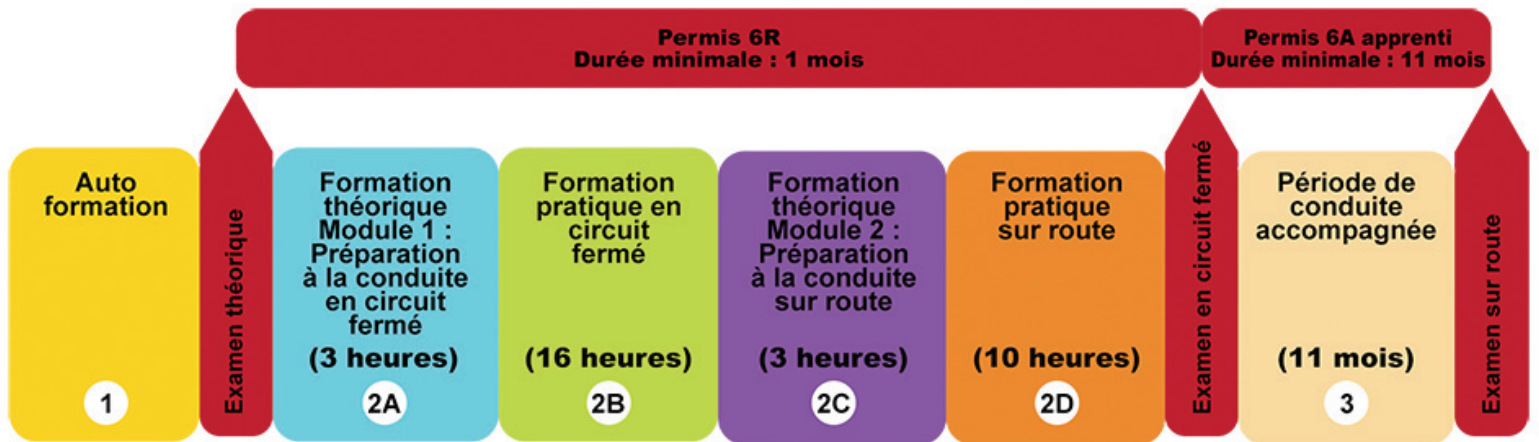 Permis 6R
Durée minimale : 1 mois
Permis 6A apprenti
Durée minimale : 11 mois
Auto
formation
1
Examen théorique
Formation
théorique
Module 1 :
Préparation
à la conduite
en circuit
fermé
(3 heures)
2A
Formation
pratique en
circuit
fermé
(16 heures)
2B
Formation
théorique
Module 2 :
Préparation
à la conduite
sur route
(3 heures)
2C
Formation
pratique
sur route
(10 heures)
2D
Examen en circuit fermé
Période de
conduite
accompagnée
(11 mois)
3
Examen sur route